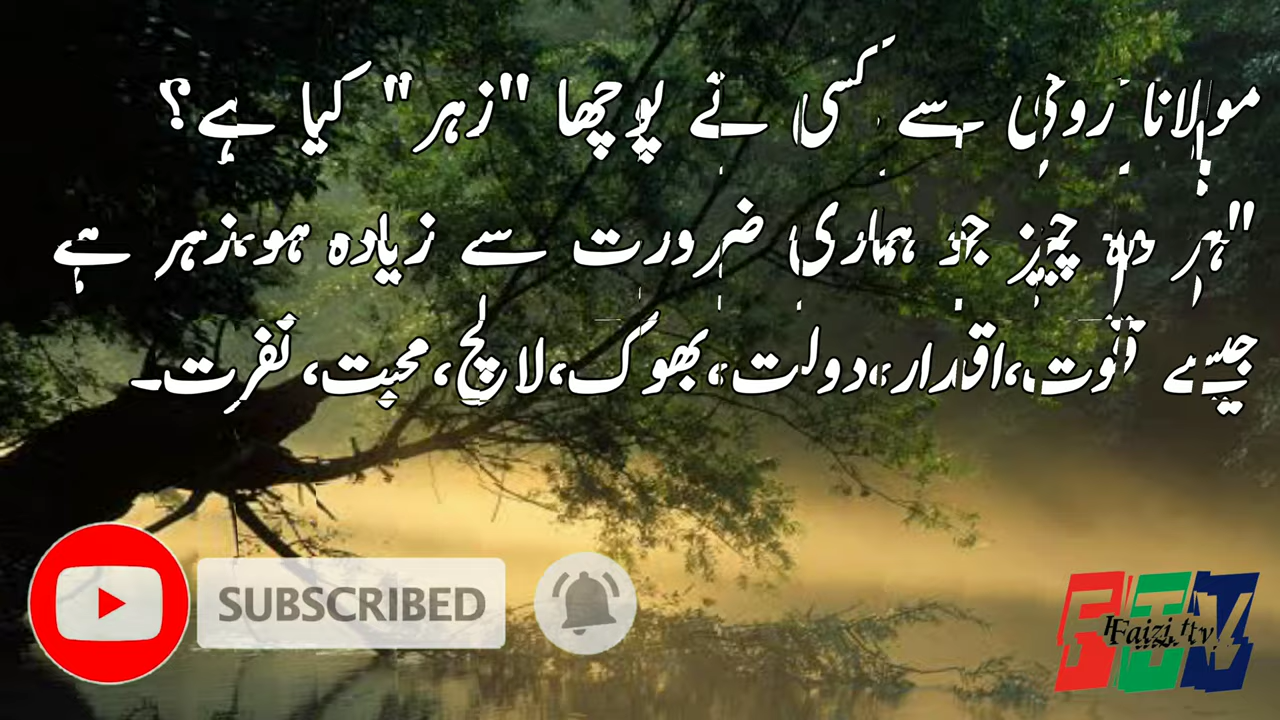 مولانا رومی سے کسی نے پوچھا "زہر" کیا ہے؟
"ہر وہ چیز جو ہماری ضرورت سے زیادہ ہو،زہر ہے
جیسے قوت،اقدار،دولت،بھوک،لالچ،محبت،نفرت۔
SUBSCRIBED
Faizi tv